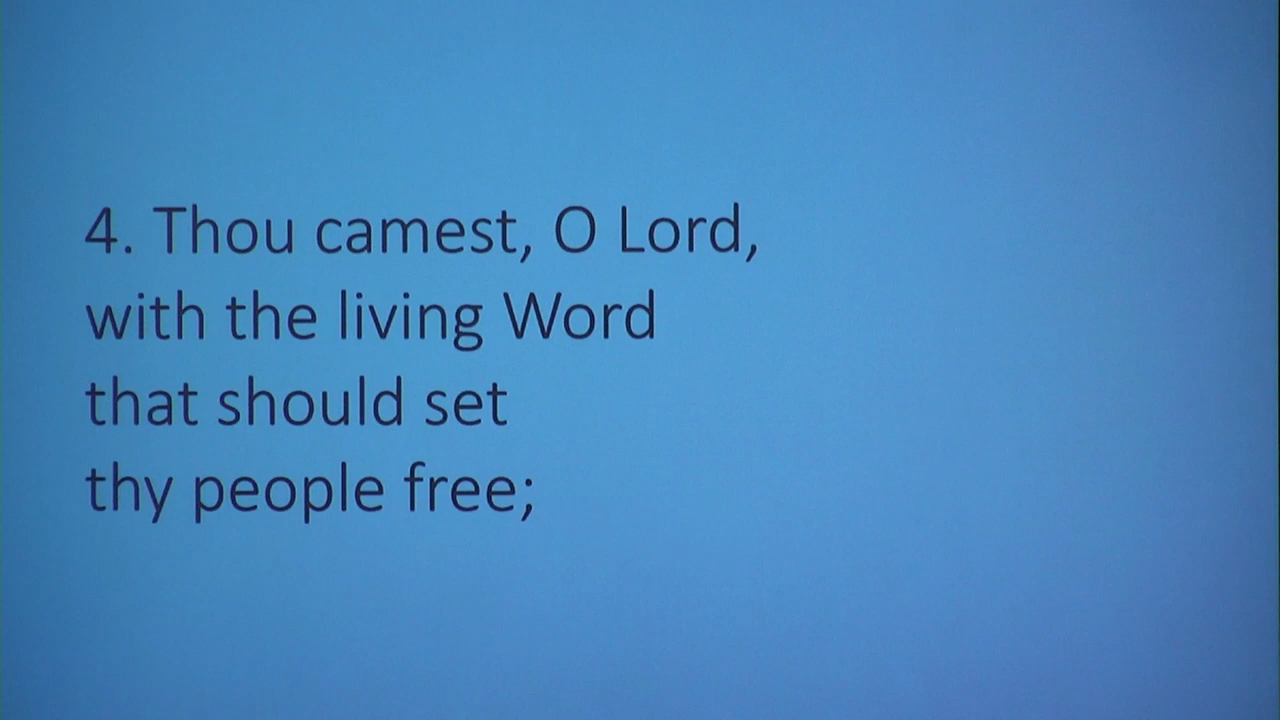 4. Thou camest, O Lord,
with the living Word
that should set
thy people free;